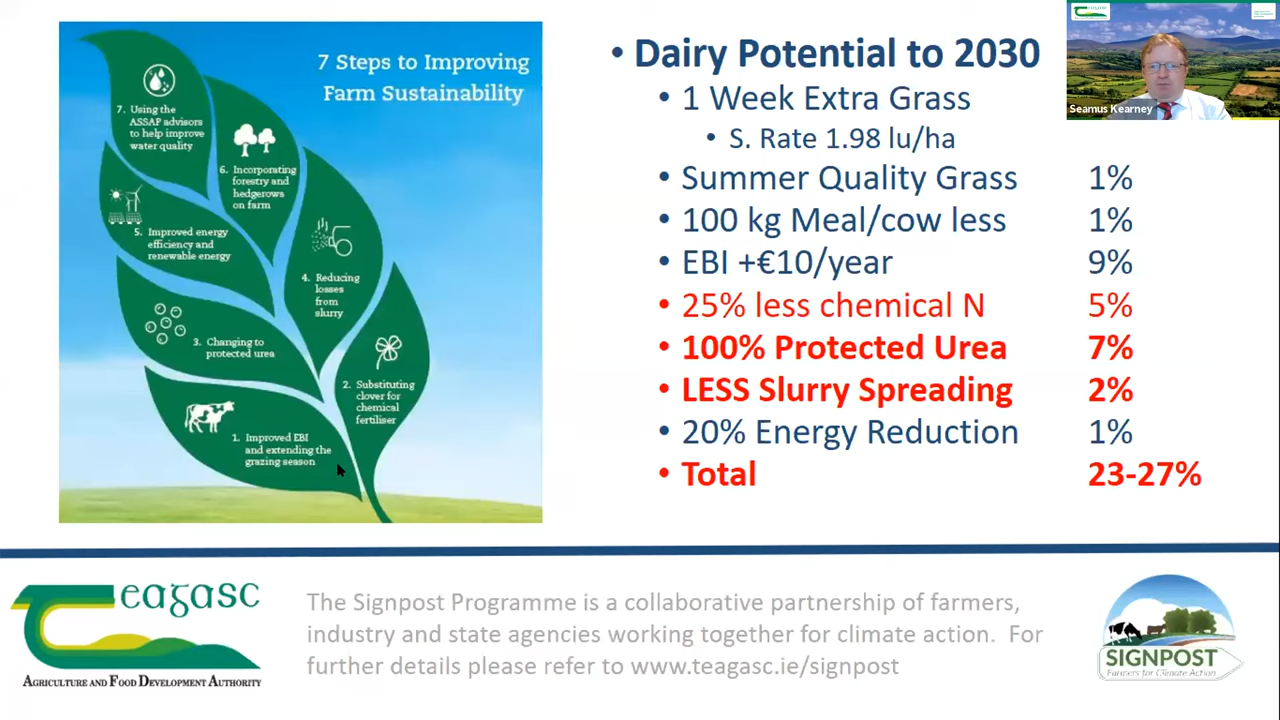 7 Steps to Improving
Farm Sustainability
7. Using the
ASSAP advisors
to help improve
water quality
6. Incorporating
forestry and
hedgerows
on farm
5. Improved energy
efficiency and
renewable energy
4. Reducing
losses
from
slurry
3. Changing to
protected urea
2. Substituting
clover for
chemical
fertiliser
1. Improved EBI
and extending the
grazing season
• Dairy Potential to 2030
• 1 Week Extra Grass
• S. Rate 1.98 lu/ha
• Summer Quality Grass 1%
• 100 kg Meal/cow less 1%
• EBI +€10/year 9%
• 25% less chemical N 5%
• 100% Protected Urea 7%
• LESS Slurry Spreading 2%
• 20% Energy Reduction 1%
• Total 23-27%
eagasc
Seamus Kearney
Teagasc
AGRICULTURE AND FOOD DEVELOPMENT AUTHORITY
The Signpost Programme is a collaborative partnership of farmers,
industry and state agencies working together for climate action. For
further details please refer to www.teagasc.ie/signpost
SIGNPOST
Farmers for Climate Action